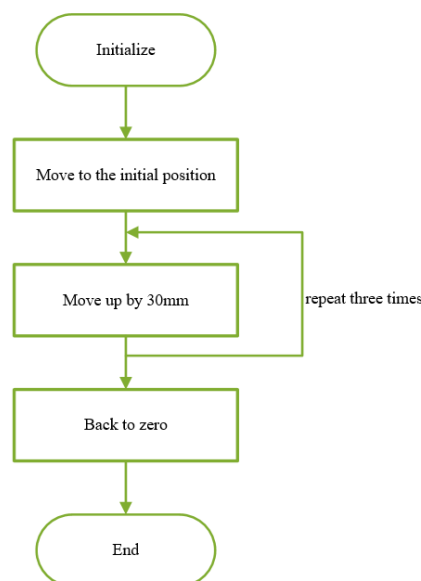 Initialize
Move to the initial position
Move up by 30mm
repeat three times
Back to zero
End